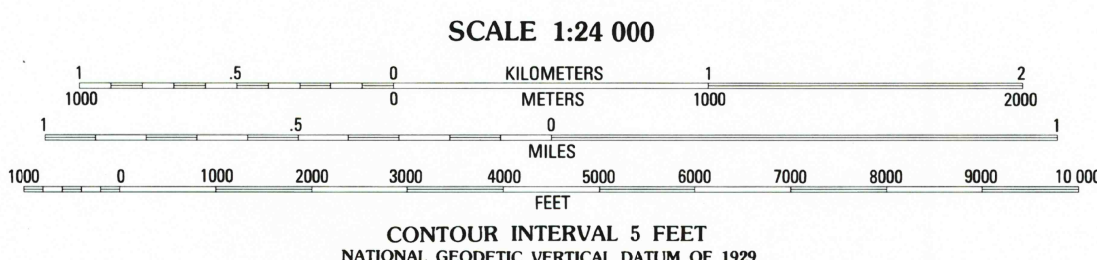 SCALE 1:24 000
1 .5 0 KILOMETERS 1 2
1000 0 METERS 1000 2000
1 .5 0 1
MILES
1000 0 1000 2000 3000 4000 5000 6000 7000 8000 9000 10 000
FEET
CONTOUR INTERVAL 5 FEET
NATIONAL GEODETIC VERTICAL DATUM OF 1929